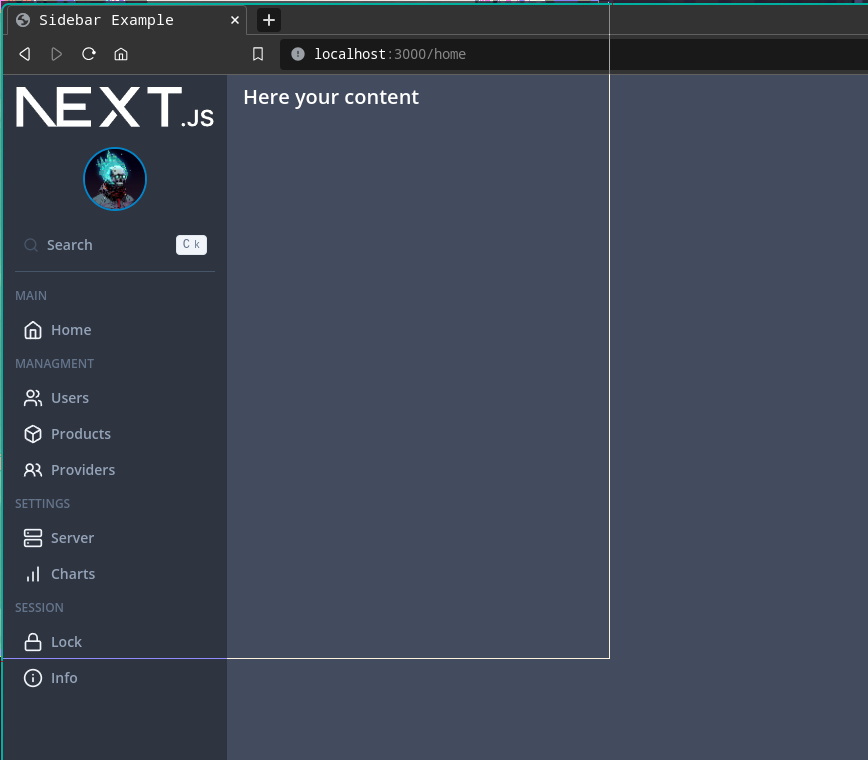 Sidebar Example
localhost:3000/home
NEXT.JS
Here your content
Search
C k
MAIN
Home
MANAGMENT
Users
Products
Providers
SETTINGS
Server
Charts
SESSION
Lock
Info